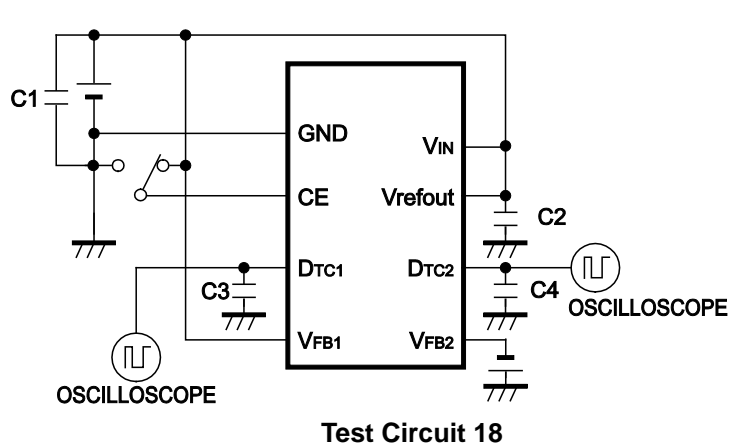 C1
GND
VIN
CE
Vrefout
C2
DTC1
DTC2
C3
C4
OSCILLOSCOPE
VFB1
VFB2
OSCILLOSCOPE
Test Circuit 18